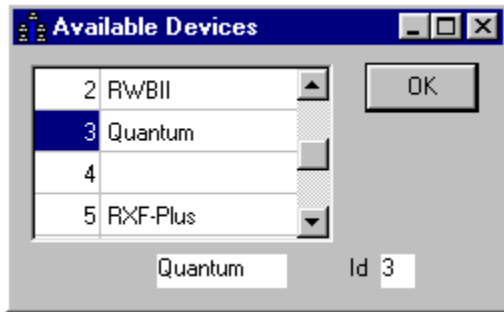 Available Devices
2 RWBII
OK
3 Quantum
4
5 RXF-Plus
Quantum Id 3